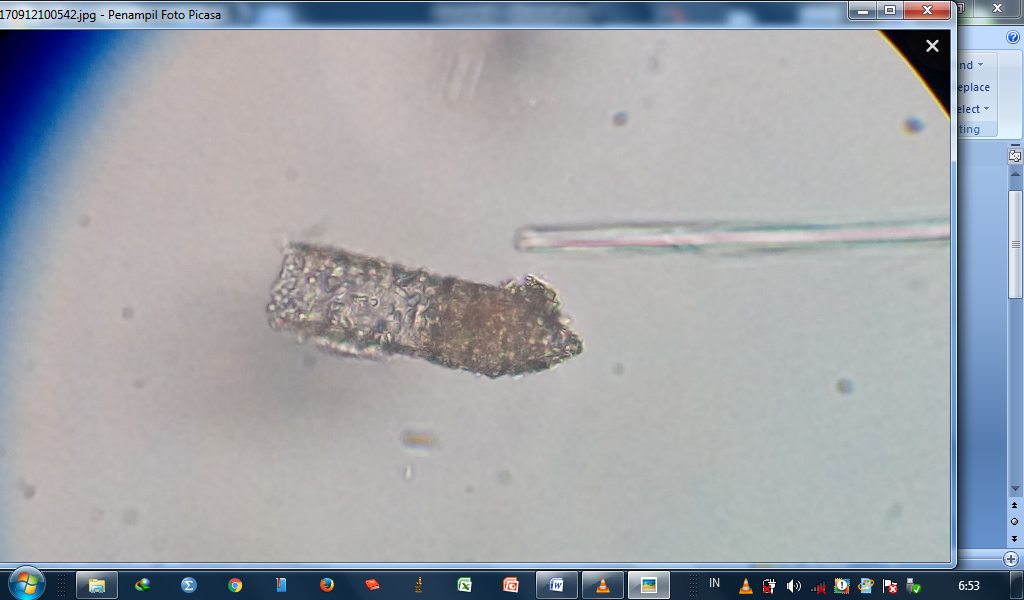 170912100542.jpg - Penampil Foto Picasa
nd
eplace
elect
ting
IN
6:53